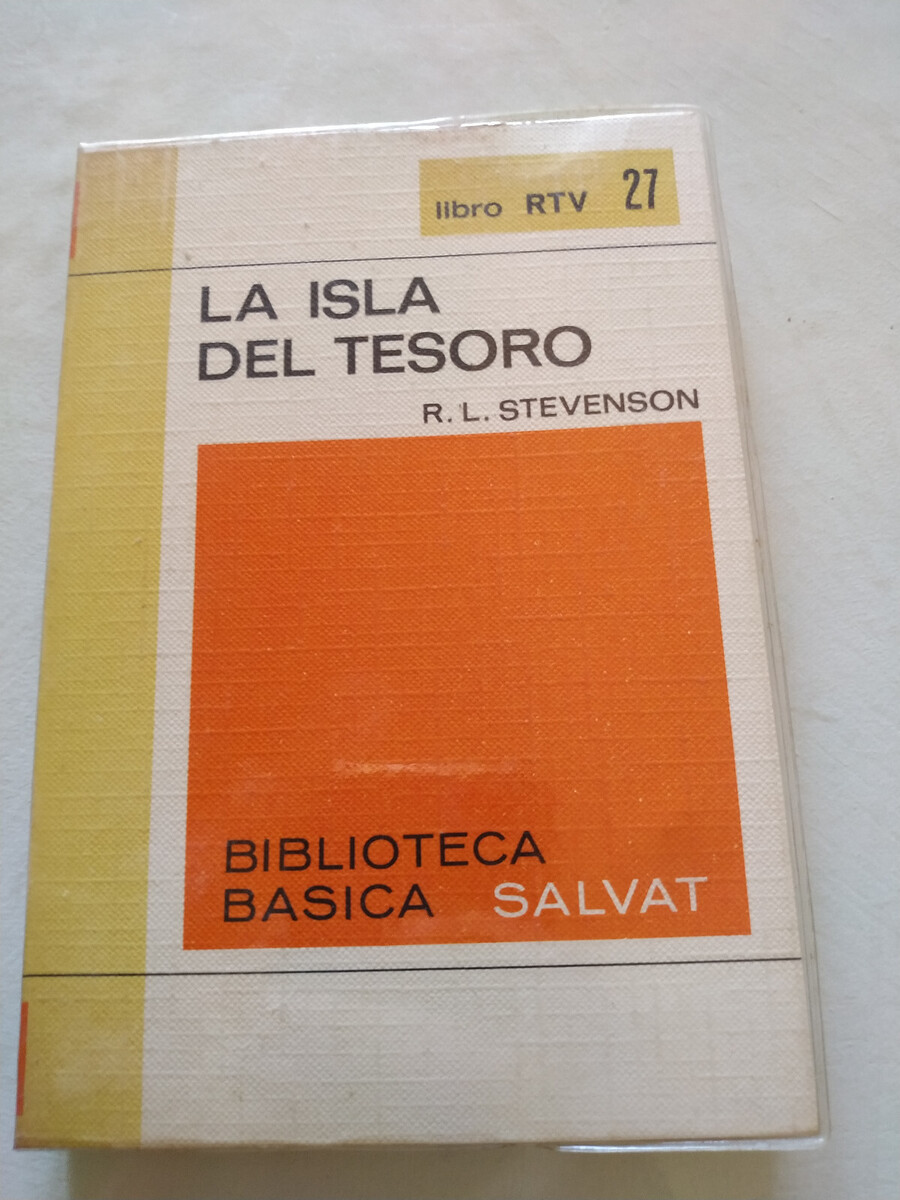 libro RTV 27
LA ISLA
DEL TESORO
R. L. STEVENSON
BIBLIOTECA
BASICA SALVAT